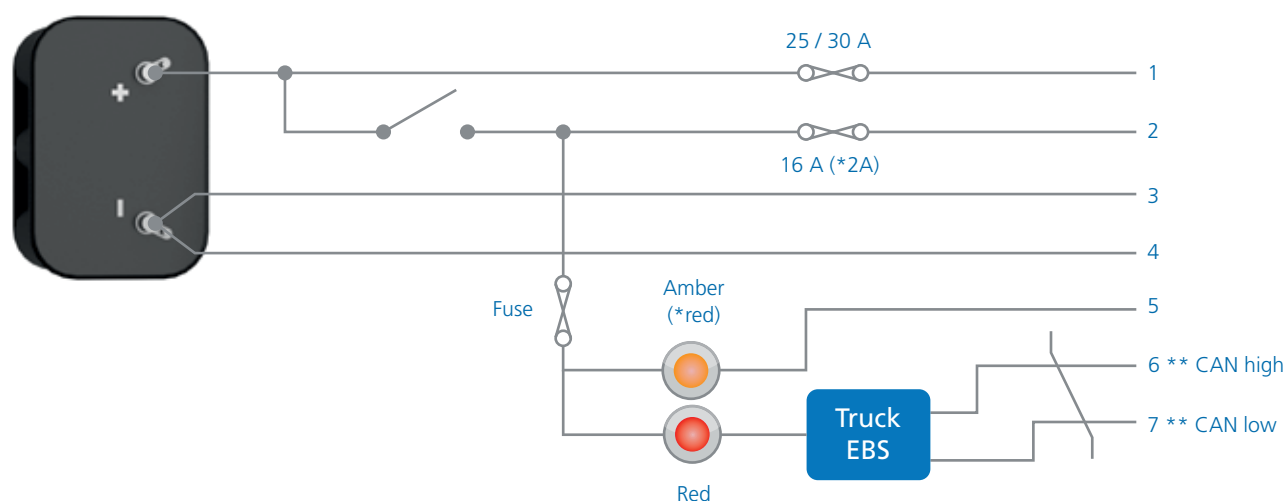 25 / 30 A
1
2
16 A (*2A)
3
4
Fuse
Amber
(*red)
5
6 ** CAN high
Truck
EBS
7 ** CAN low
Red